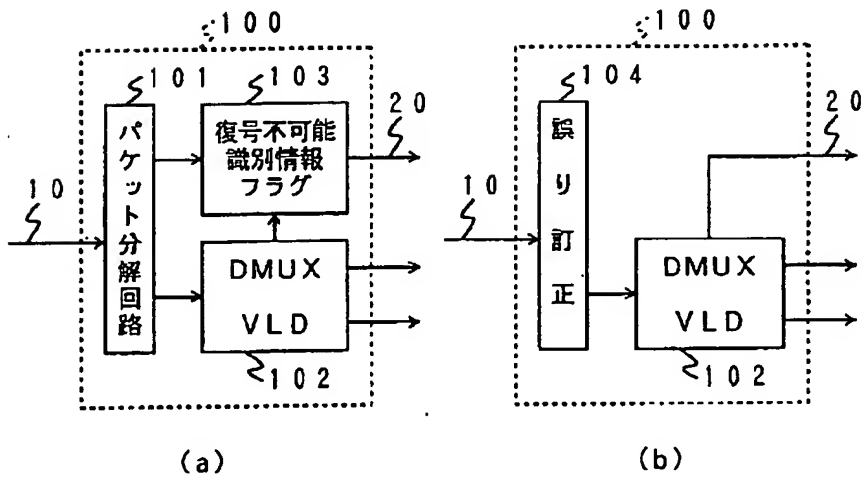 100
101
103
パケット分解回路
復号不可能
識別情報
フラグ
20
10
DMUX
VLD
102
(a)
100
104
誤り訂正
20
10
DMUX
VLD
102
(b)